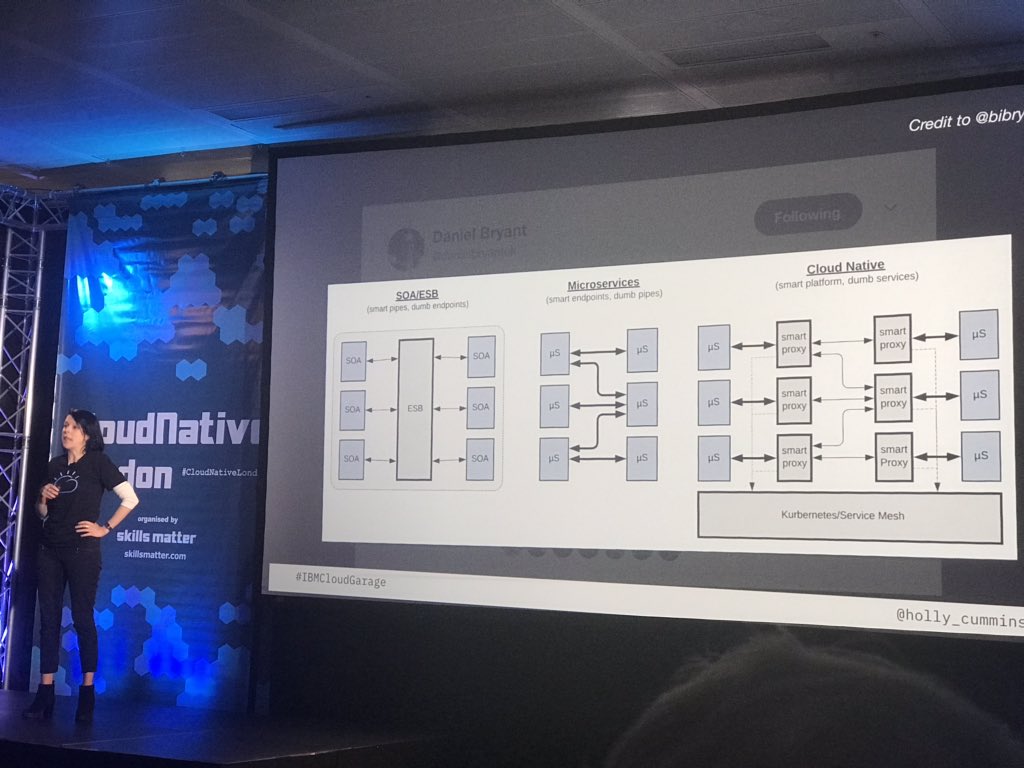 Credit to @bibry
Daniel Bryant
Following
SOA/ESB
(smart pipes, dumb endpoints)
SOA
SOA
SOA
ESB
SOA
SOA
SOA
Microservices
(smart endpoints, dumb pipes)
µS
µS
µS
µS
µS
µS
Cloud Native
(smart platform, dumb services)
µS
µS
µS
smart
proxy
smart
proxy
smart
proxy
smart
proxy
smart
proxy
smart
Proxy
µS
µS
µS
Kurbernetes/Service Mesh
#IBMCloudGarage
@holly_cummins
oudNative
don
#CloudNativeLond
organised by
skills matter
skillsmatter.com